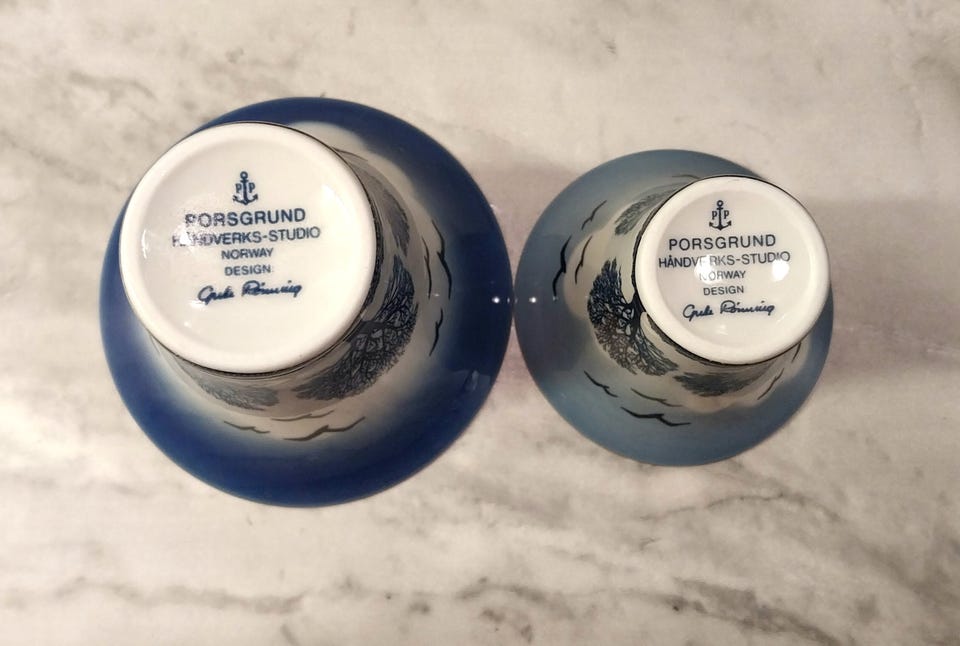 P P
PORSGRUND
HÅNDVERKS-STUDIO
NORWAY
DESIGN
Grete Rønning
P P
PORSGRUND
HÅNDVERKS-STUDIO
NORWAY
DESIGN
Grete Rønning